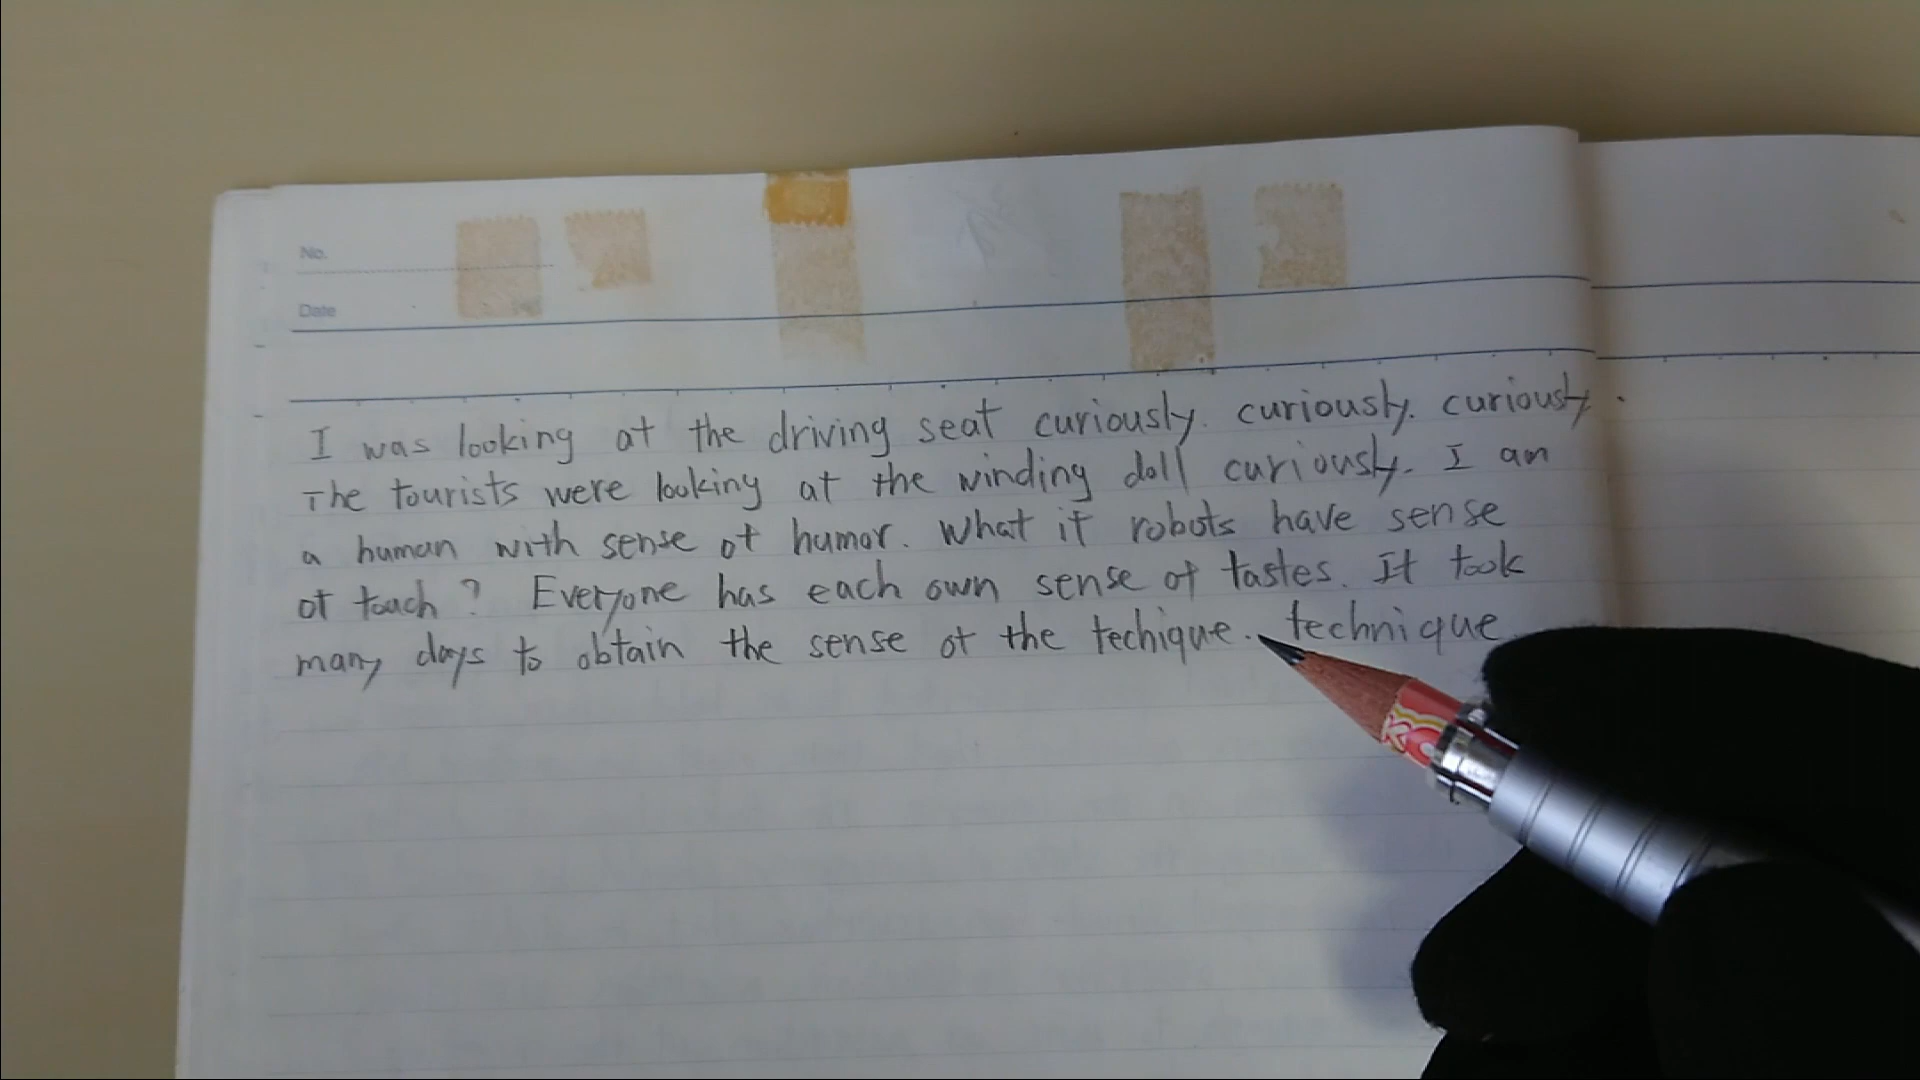 No.
Date
I was looking at the driving seat curiously. curiously. curiously.
The tourists were looking at the winding doll curiously. I an
a human with sense of humor. What if robots have sense
of touch? Everyone has each own sense of tastes. It took
many days to obtain the sense of the techique. technique